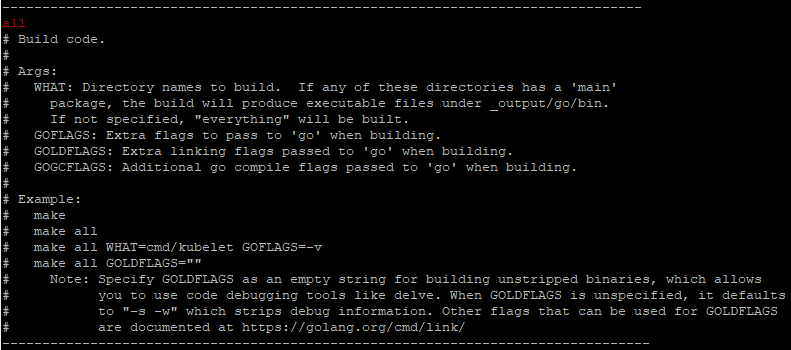 ---------------------------------------------------------------------------------
all
# Build code.
#
# Args:
#   WHAT: Directory names to build.  If any of these directories has a 'main'
#     package, the build will produce executable files under _output/go/bin.
#     If not specified, "everything" will be built.
#   GOFLAGS: Extra flags to pass to 'go' when building.
#   GOLDFLAGS: Extra linking flags passed to 'go' when building.
#   GOGCFLAGS: Additional go compile flags passed to 'go' when building.
#
# Example:
#   make
#   make all
#   make all WHAT=cmd/kubelet GOFLAGS=-v
#   make all GOLDFLAGS=""
#     Note: Specify GOLDFLAGS as an empty string for building unstripped binaries, which allows
#           you to use code debugging tools like delve. When GOLDFLAGS is unspecified, it defaults
#           to "-s -w" which strips debug information. Other flags that can be used for GOLDFLAGS
#           are documented at https://golang.org/cmd/link/
---------------------------------------------------------------------------------